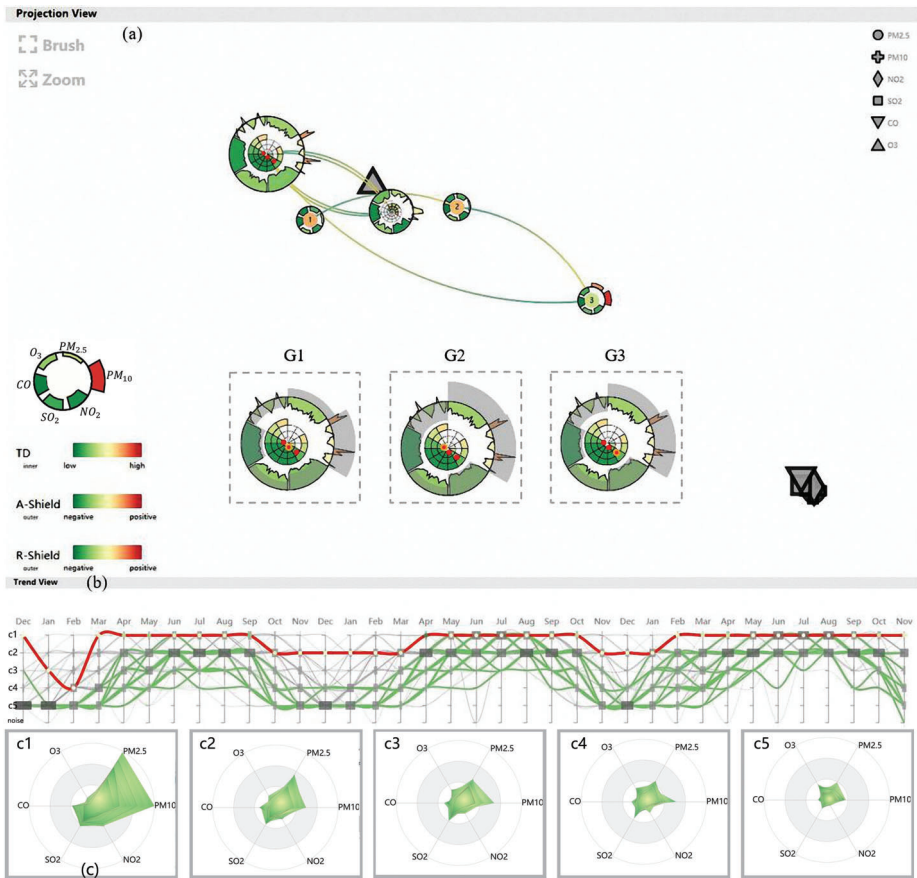 Projection View
(a)
Brush
Zoom
PM2.5
PM10
NO2
SO2
CO
O3
1
2
3
G1 G2 G3
O₃ PM₂.₅
CO PM₁₀
SO₂ NO₂
TD
inner low high
A-Shield
outer negative positive
R-Shield
outer negative positive
Trend View (b)
Dec Jan Feb Mar Apr May Jun Jul Aug Sep Oct Nov Dec Jan Feb Mar Apr May Jun Jul Aug Sep Oct Nov Dec Jan Feb Mar Apr May Jun Jul Aug Sep Oct Nov
c1
c2
c3
c4
c5
noise
c1 O3 PM2.5
CO PM10
SO2 NO2
(c)
c2 O3 PM2.5
CO PM10
SO2 NO2
c3 O3 PM2.5
CO PM10
SO2 NO2
c4 O3 PM2.5
CO PM10
SO2 NO2
c5 O3 PM2.5
CO PM10
SO2 NO2